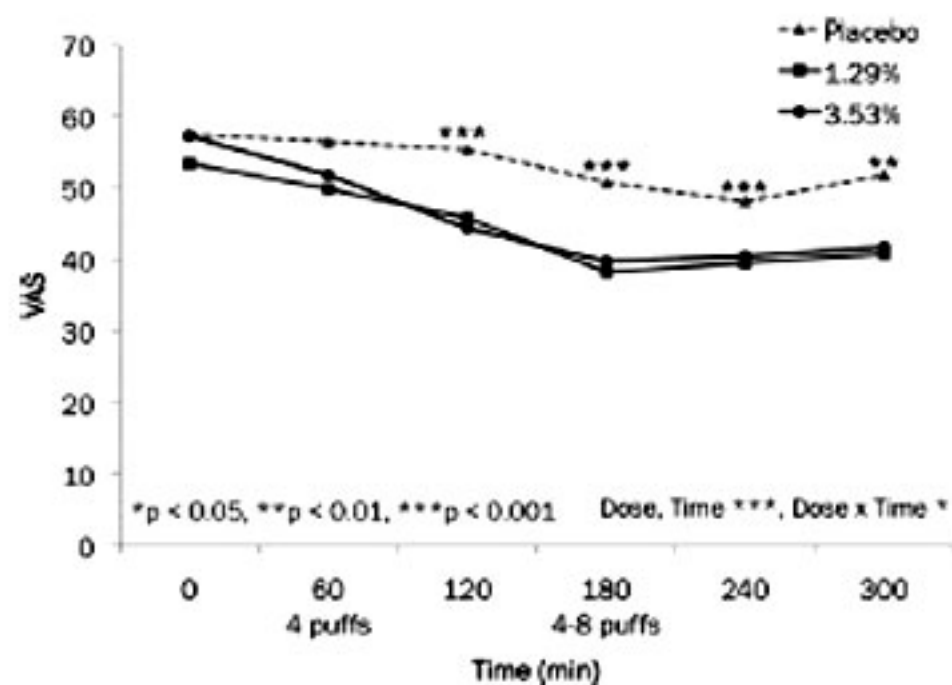 Placebo
1.29%
3.53%
70
60
50
40
30
20
10
0
VAS
***
***
***
**
*p < 0.05, **p < 0.01, ***p < 0.001
Dose, Time ***, Dose x Time *
0 60 120 180 240 300
4 puffs 4-8 puffs
Time (min)